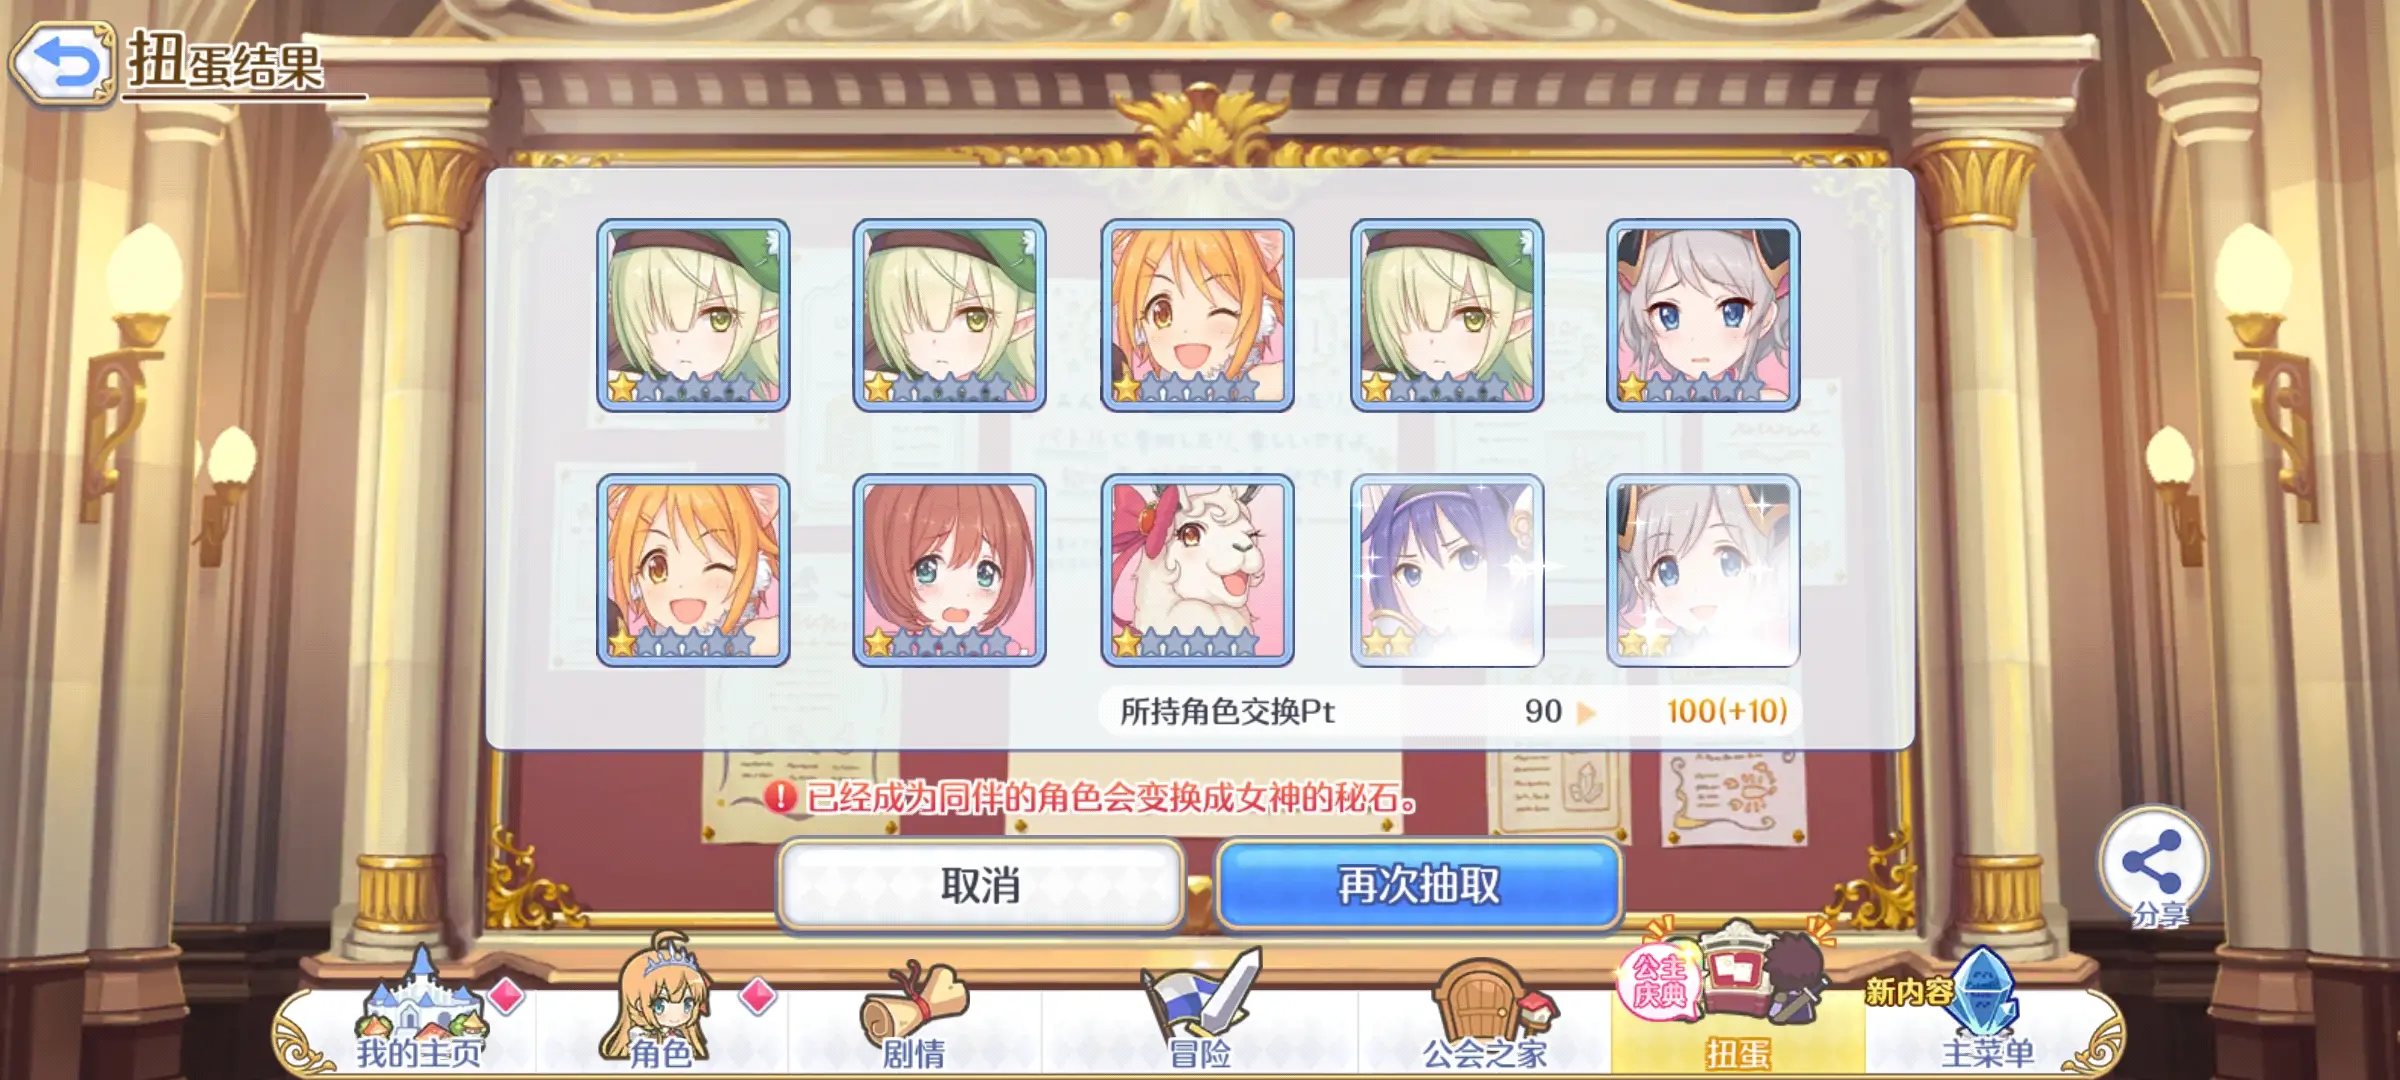 扭蛋结果
所持角色交换Pt 90 100(+10)
已经成为同伴的角色会变换成女神的秘石。
取消
再次抽取
分享
公主
庆典
新内容
我的主页
角色
剧情
冒险
公会之家
扭蛋
主菜单